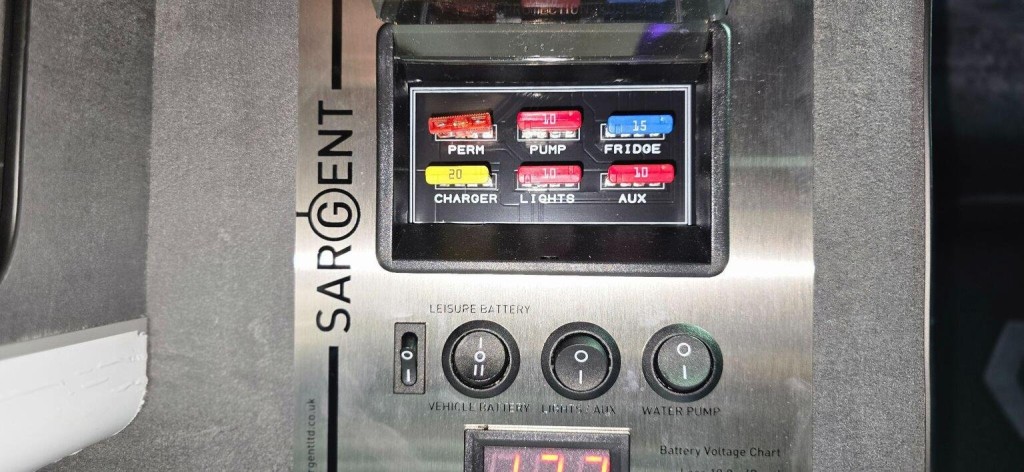 SARGENT
10
15
PERM
PUMP
FRIDGE
20
10
10
CHARGER
LIGHTS
AUX
LEISURE BATTERY
O
I
I
O
II
O
I
O
I
VEHICLE BATTERY
LIGHTS / AUX
WATER PUMP
Battery Voltage Chart